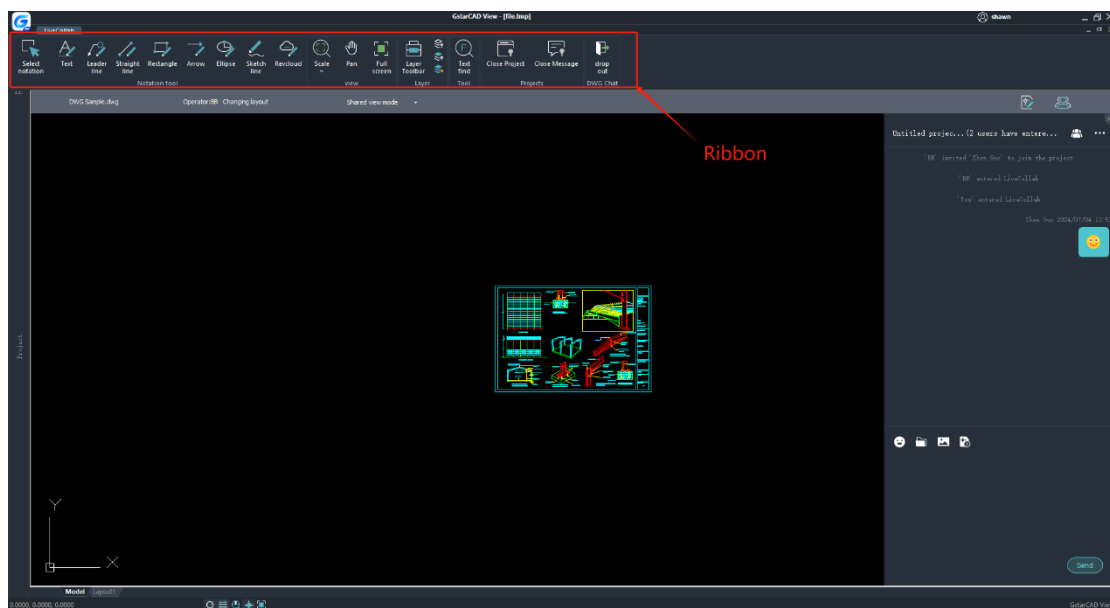 GstarCAD View - [file.bmp]
shawn
LiveCollab
Select notation
Text
Leader line
Straight line
Rectangle
Arrow
Ellipse
Sketch line
Revcloud
Scale
Pan
Full screen
Layer Toolbar
Text find
Close Project
Close Message
drop out
Notation tool
view
Layer
Tool
Projects
DWG Chat
DWG Sample.dwg
Operator:BB Changing layout
Shared view mode
Ribbon
Untitled projec...(2 users have entere...
'BB' invited 'Shen Guo' to join the project
'BB' entered LiveCollab
'You' entered LiveCollab
Shen Guo 2024/07/04 13:5
Project
Y
X
Send
Model
Layout1
0.0000, 0.0000, 0.0000
GstarCAD Vie